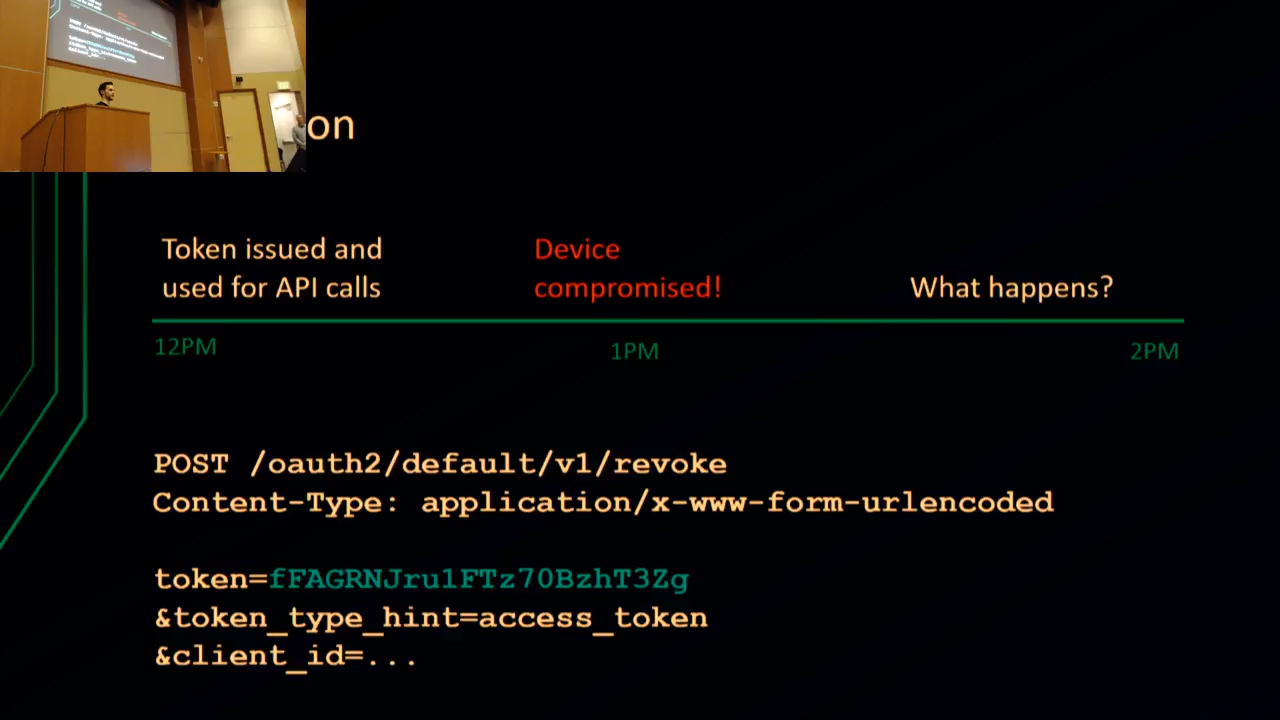 on
Token issued and
used for API calls
Device
compromised!
What happens?
12PM
1PM
2PM
POST /oauth2/default/v1/revoke
Content-Type: application/x-www-form-urlencoded
token=fFAGRNJru1FTz70BzhT3Zg
&token_type_hint=access_token
&client_id=...